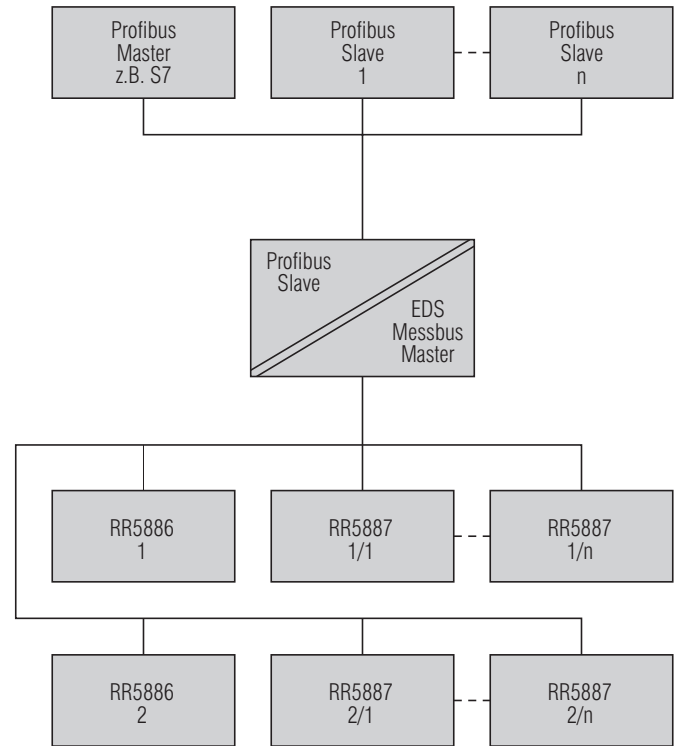 Profibus
Master
z.B. S7
Profibus
Slave
1
Profibus
Slave
n
Profibus
Slave
EDS
Messbus
Master
RR5886
1
RR5887
1/1
RR5887
1/n
RR5886
2
RR5887
2/1
RR5887
2/n